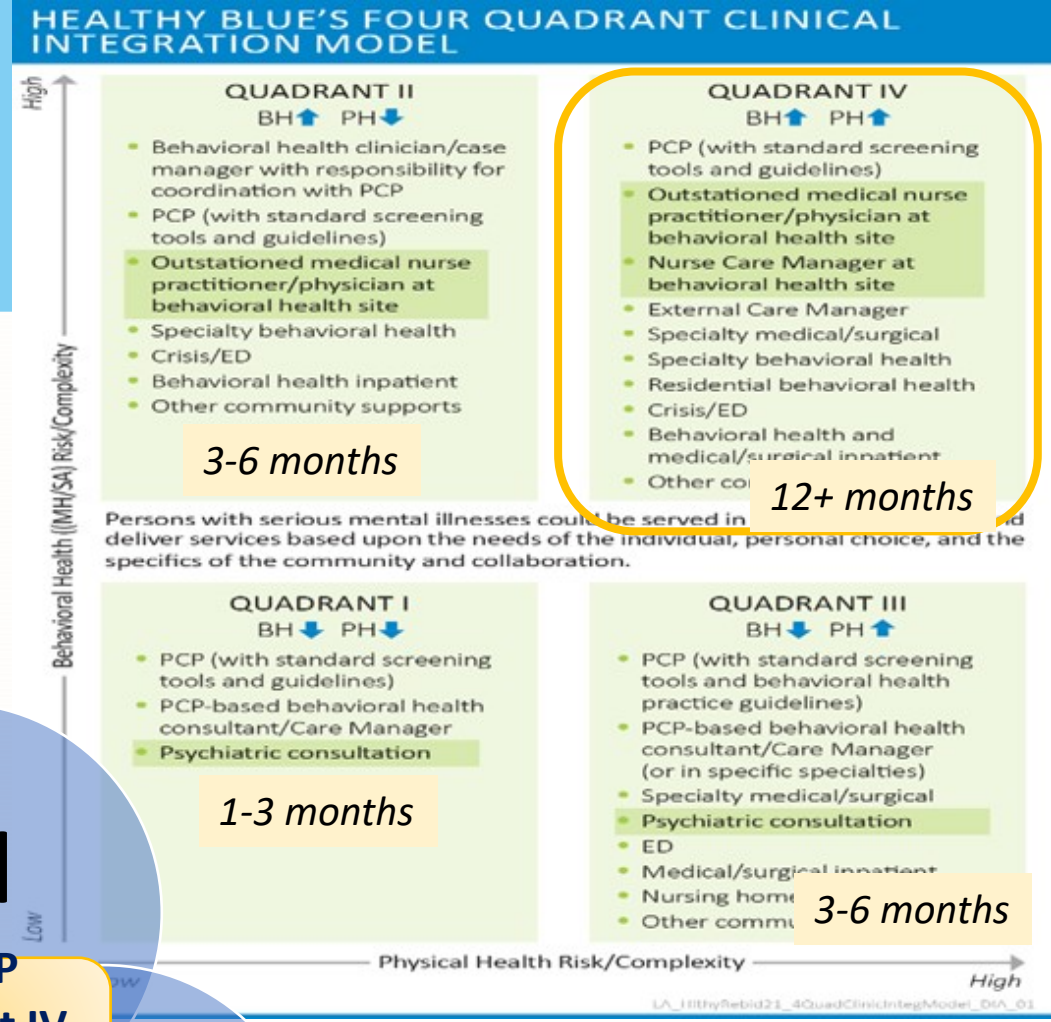 HEALTHY BLUE'S FOUR QUADRANT CLINICAL
INTEGRATION MODEL
High
Behavioral Health ((MH/SA) Risk/Complexity
Low
QUADRANT II
BH PH
• Behavioral health clinician/case
manager with responsibility for
coordination with PCP
• PCP (with standard screening
tools and guidelines)
• Outstationed medical nurse
practitioner/physician at
behavioral health site
• Specialty behavioral health
• Crisis/ED
• Behavioral health inpatient
• Other community supports
3-6 months
QUADRANT IV
BH PH
• PCP (with standard screening
tools and guidelines)
• Outstationed medical nurse
practitioner/physician at
behavioral health site
• Nurse Care Manager at
behavioral health site
• External Care Manager
• Specialty medical/surgical
• Specialty behavioral health
• Residential behavioral health
• Crisis/ED
• Behavioral health and
medical/surgical inpatient
• Other
12+ months
Persons with serious mental illnesses could be served in
deliver services based upon the needs of the individual, personal choice, and the
specifics of the community and collaboration.
QUADRANT I
BH PH
• PCP (with standard screening
tools and guidelines)
• PCP-based behavioral health
consultant/Care Manager
• Psychiatric consultation
1-3 months
QUADRANT III
BH PH
• PCP (with standard screening
tools and behavioral health
practice guidelines)
• PCP-based behavioral health
consultant/Care Manager
(or in specific specialties)
• Specialty medical/surgical
• Psychiatric consultation
• ED
• Medical/surgical inpatient
• Nursing home
• Other
3-6 months
Physical Health Risk/Complexity
High
IV